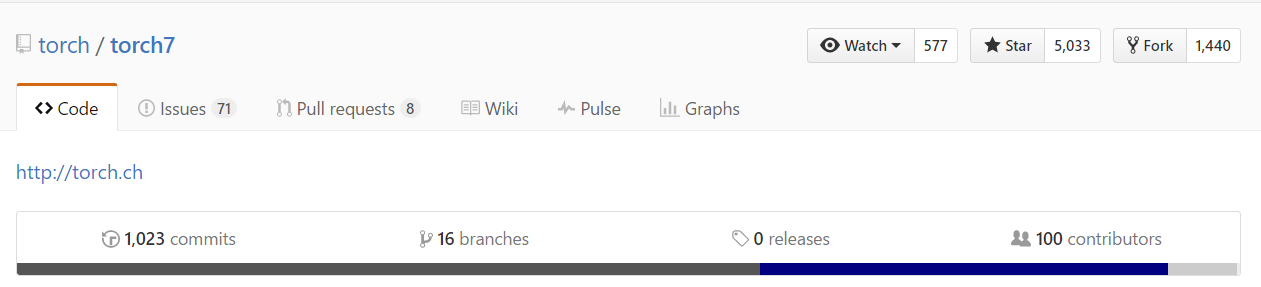 torch / torch7
Watch 577 Star 5,033 Fork 1,440
Code Issues 71 Pull requests 8 Wiki Pulse Graphs
http://torch.ch
1,023 commits 16 branches 0 releases 100 contributors